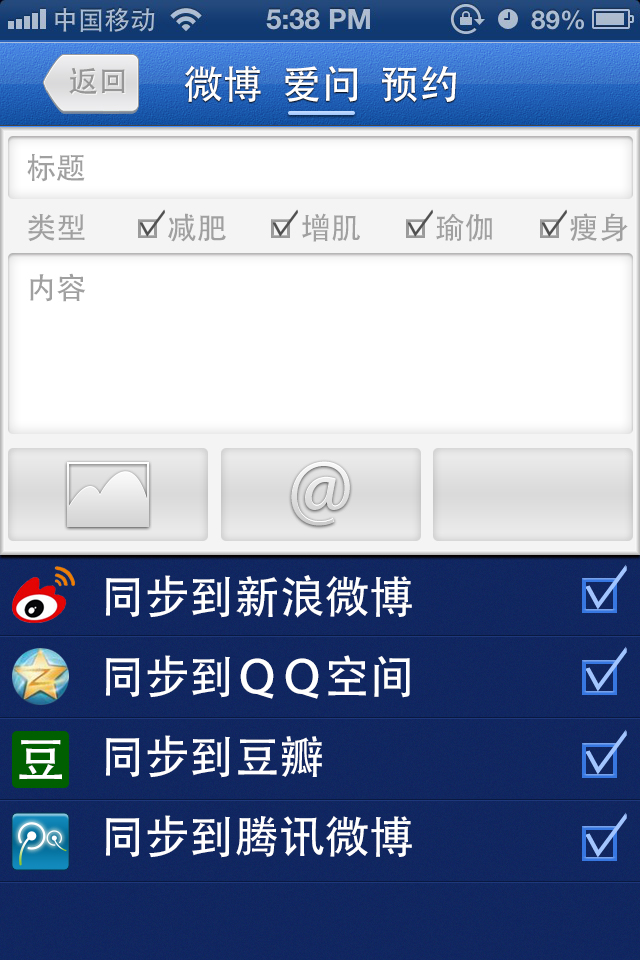 中国移动 5:38 PM 89%
返回 微博 爱问 预约
标题
类型 减肥 增肌 瑜伽 瘦身
内容
@
同步到新浪微博
同步到QQ空间
豆 同步到豆瓣
同步到腾讯微博